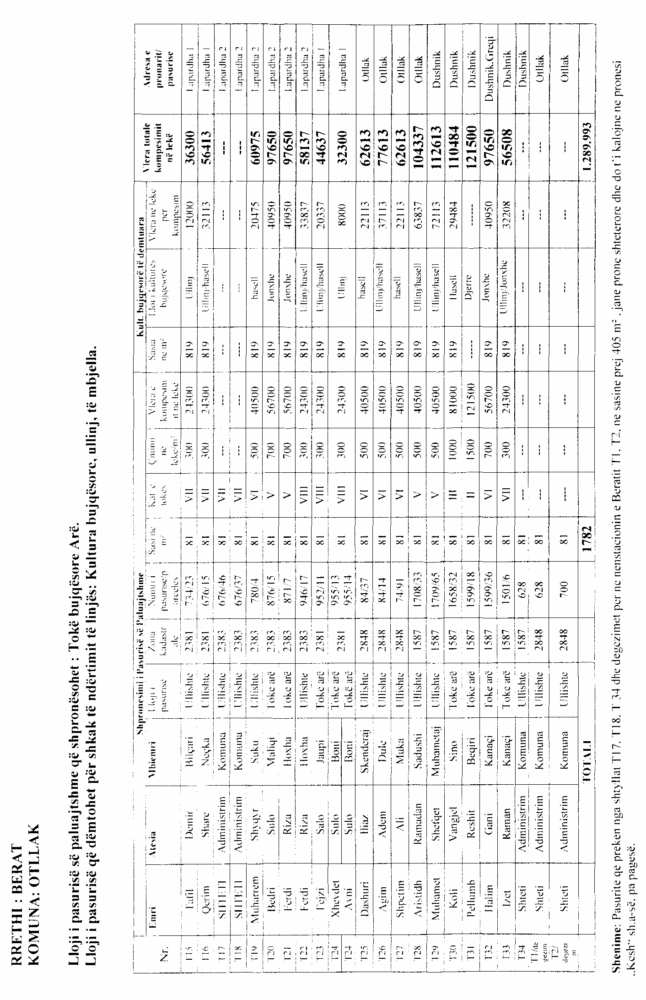 RRETHI : BERAT
KOMUNA: OTLLAK
Lloji i pasurisë së paluajtshme që shpronësohet : Tokë bujqësore Arë.
Lloji i pasurisë që dëmtohet për shkak të ndërtimit të linjës: Kultura bujqësore, ullinj, të mbjella.
Shpronesimi i Pasurisë së Paluajtshme Kult. bujqesorë të demtuara
Nr. Emri Atesia Mbiemri Lloji i pasurisë Zona kadastrale Numri i pasurise/parceles Sasi ne m² Kat e tokës Çmimi ne leke/m² Vlera e kompesimit ne lekë Sasia ne m² Lloi i kultures bujqesore Vlera ne leke per kompesim Vlera totale kompesimit në lekë Adresa e pronarit/pasurise
T15 Tafil Demir Bilçari Ullishte 2381 734/23 81 VII 300 24300 819 Ullinj 12000 36300 Lapardha 1
T16 Qerim Share Neçka Ullishte 2381 676/15 81 VII 300 24300 819 Ullinj/hasell 32113 56413 Lapardha 1
T17 SHTETI Administrim Komuna Ullishte 2383 676/46 81 VII --- --- --- --- --- --- Lapardha 2
T18 SHTETI Administrim Komuna Ullishte 2383 676/37 81 VII --- --- --- --- --- --- Lapardha 2
T19 Muharrem Shyqyr Suku Ullishte 2383 780/4 81 VI 500 40500 819 hasell 20475 60975 Lapardha 2
T20 Bedri Sulo Maliqi Toke arë 2383 876/15 81 V 700 56700 819 Jonxhe 40950 97650 Lapardha 2
T21 Ferdi Riza Hoxha Toke arë 2383 871/7 81 V 700 56700 819 Jonxhe 40950 97650 Lapardha 2
T22 Ferdi Riza Hoxha Ullishte 2383 946/17 81 VIII 300 24300 819 Ullinj/hasell 33837 58137 Lapardha 2
T23 Fejzi Salo Jaupi Toke arë 2381 952/11 81 VIII 300 24300 819 Ullinj/hasell 20337 44637 Lapardha 1
T24 Xhevdet Sulo Boni Toke arë 2381 955/13 81 VIII 300 24300 819 Ullinj 8000 32300 Lapardha 1
T24 Avni Sulo Boni Tokë arë 955/14
T25 Dashuri Iliaz Skenderaj Ullishte 2848 84/37 81 VI 500 40500 819 hasell 22113 62613 Otllak
T26 Agim Adem Duke Ullishte 2848 84/14 81 VI 500 40500 819 Ullinj/hasell 37113 77613 Otllak
T27 Shpetim Ali Muka Ullishte 2848 74/91 81 VI 500 40500 819 hasell 22113 62613 Otllak
T28 Aristidh Ramadan Sadushi Ullishte 1587 1708/33 81 V 500 40500 819 Ullinj/hasell 63837 104337 Otllak
T29 Muhamet Shefqet Muhametaj Ullishte 1587 1709/65 81 V 500 40500 819 Ullinj/hasell 72113 112613 Dushnik
T30 Koli Vangjel Sino Toke arë 1587 1658/32 81 III 1000 81000 819 Hasell 29484 110484 Dushnik
T31 Pellumb Reshit Beqiri Toke arë 1587 1599/18 81 II 1500 121500 ----- Djerre ------ 121500 Dushnik
T32 Halim Gani Kanaçi Toke arë 1587 1599/36 81 VI 700 56700 819 Jonxhe 40950 97650 Dushnik.Greqi
T33 Izet Raman Kanaçi Toke arë 1587 1501/6 81 VII 300 24300 819 Ullinj/Jonxhe 32208 56508 Dushnik
T34 Shteti Administrim Komuna Ullishte 1587 628 81 --- --- --- --- --- --- --- Dushnik
T1/degezim Shteti Administrim Komuna Ullishte 2848 628 81 --- --- --- --- --- --- --- Otllak
T2/degezim Shteti Administrim Komuna Ullishte 2848 700 81 ---- --- --- --- --- --- --- Otllak
TOTALI 1782 1.289.993
Shenime: Pasurite qe preken nga shtyllat T17. T18. T 34 dhe degezimet per ne nenstacionin e Beratit T1, T2, ne sasine prej 405 m² , jane prone shteterore dhe do t'i kalojne ne pronesi
„Kesh" sh.a-së. pa pagesë.